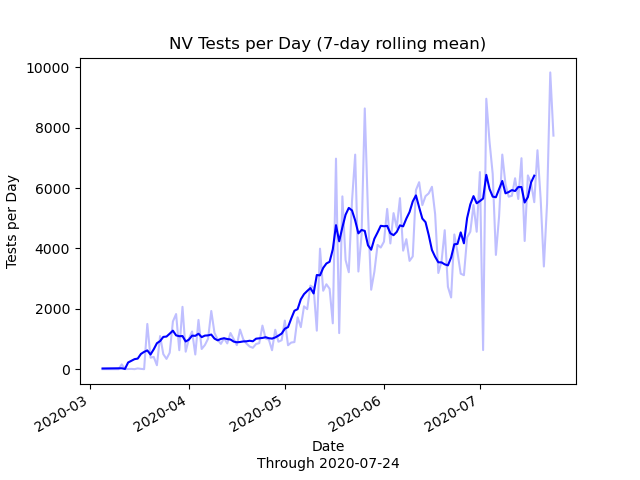 NV Tests per Day (7-day rolling mean)
10000
8000
6000
4000
2000
0
Tests per Day
2020-03
2020-04
2020-05
2020-06
2020-07
Date
Through 2020-07-24